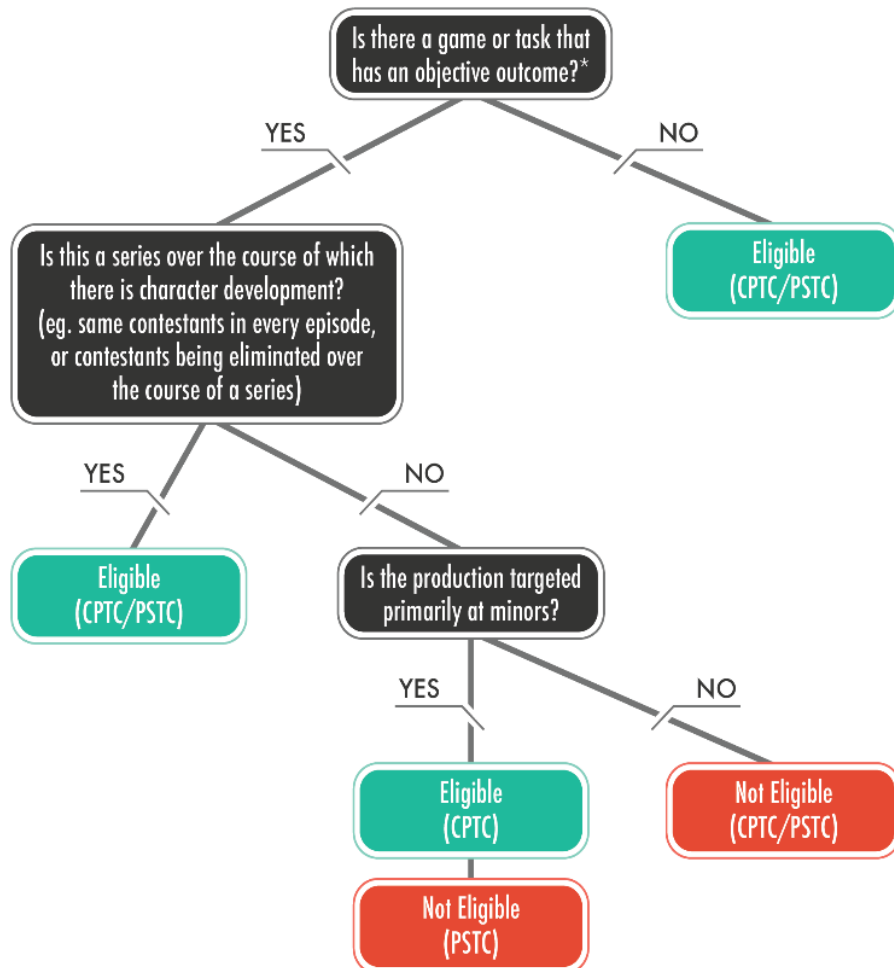 Is there a game or task that
has an objective outcome?*
YES
NO
Is this a series over the course of which
there is character development?
(eg. same contestants in every episode,
or contestants being eliminated over
the course of a series)
Eligible
(CPTC/PSTC)
YES
NO
Eligible
(CPTC/PSTC)
Is the production targeted
primarily at minors?
YES
NO
Eligible
(CPTC)
Not Eligible
(CPTC/PSTC)
Not Eligible
(PSTC)